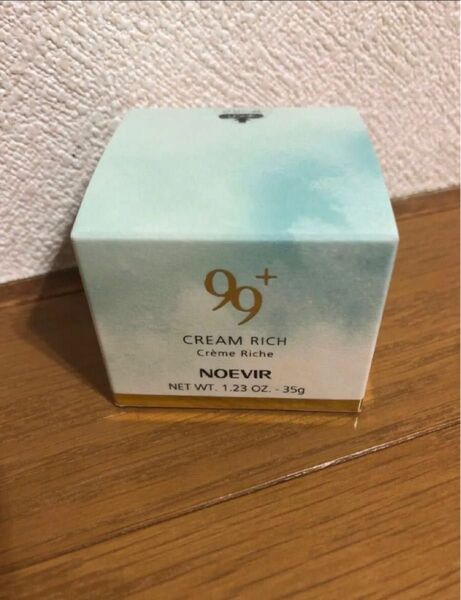 99+
CREAM RICH
Crème Riche
NOEVIR
NET WT. 1.23 OZ. - 35g